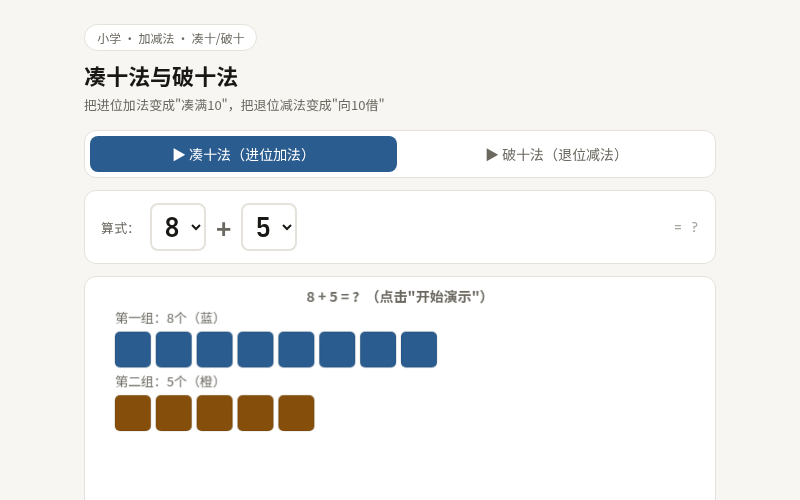 小学 · 加减法 · 凑十/破十
凑十法与破十法
把进位加法变成"凑满10"，把退位减法变成"向10借"
▶ 凑十法（进位加法）
▶ 破十法（退位减法）
算式： 8 + 5 = ?
8 + 5 = ? （点击"开始演示"）
第一组：8个（蓝）
第二组：5个（橙）